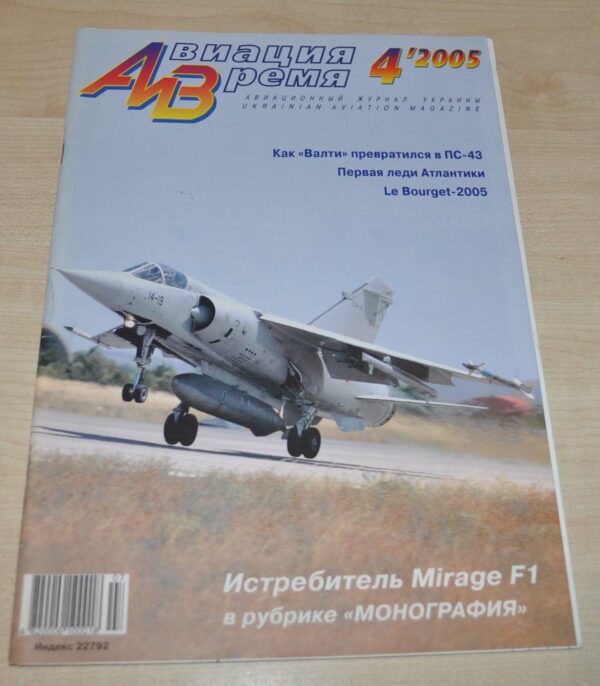 Авиация
и Время
4'2005
АВИАЦИОННЫЙ ЖУРНАЛ УКРАИНЫ
UKRAINIAN AVIATION MAGAZINE
Как «Валти» превратился в ПС-43
Первая леди Атлантики
Le Bourget-2005
14-19
Истребитель Mirage F1
в рубрике «МОНОГРАФИЯ»
07
Индекс 22792